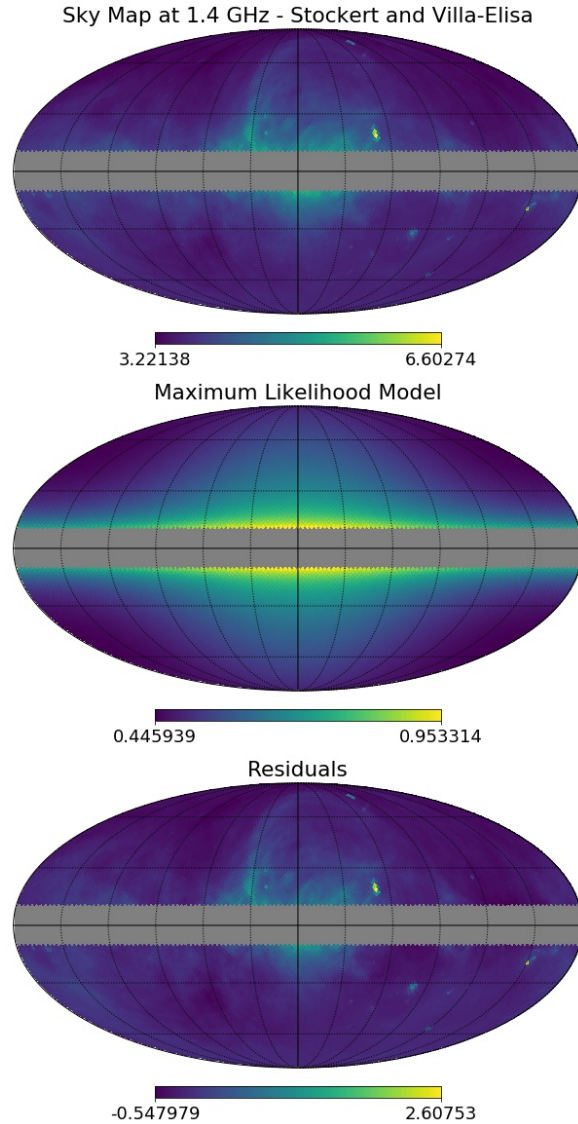 Sky Map at 1.4 GHz - Stockert and Villa-Elisa
3.22138 6.60274
Maximum Likelihood Model
0.445939 0.953314
Residuals
-0.547979 2.60753